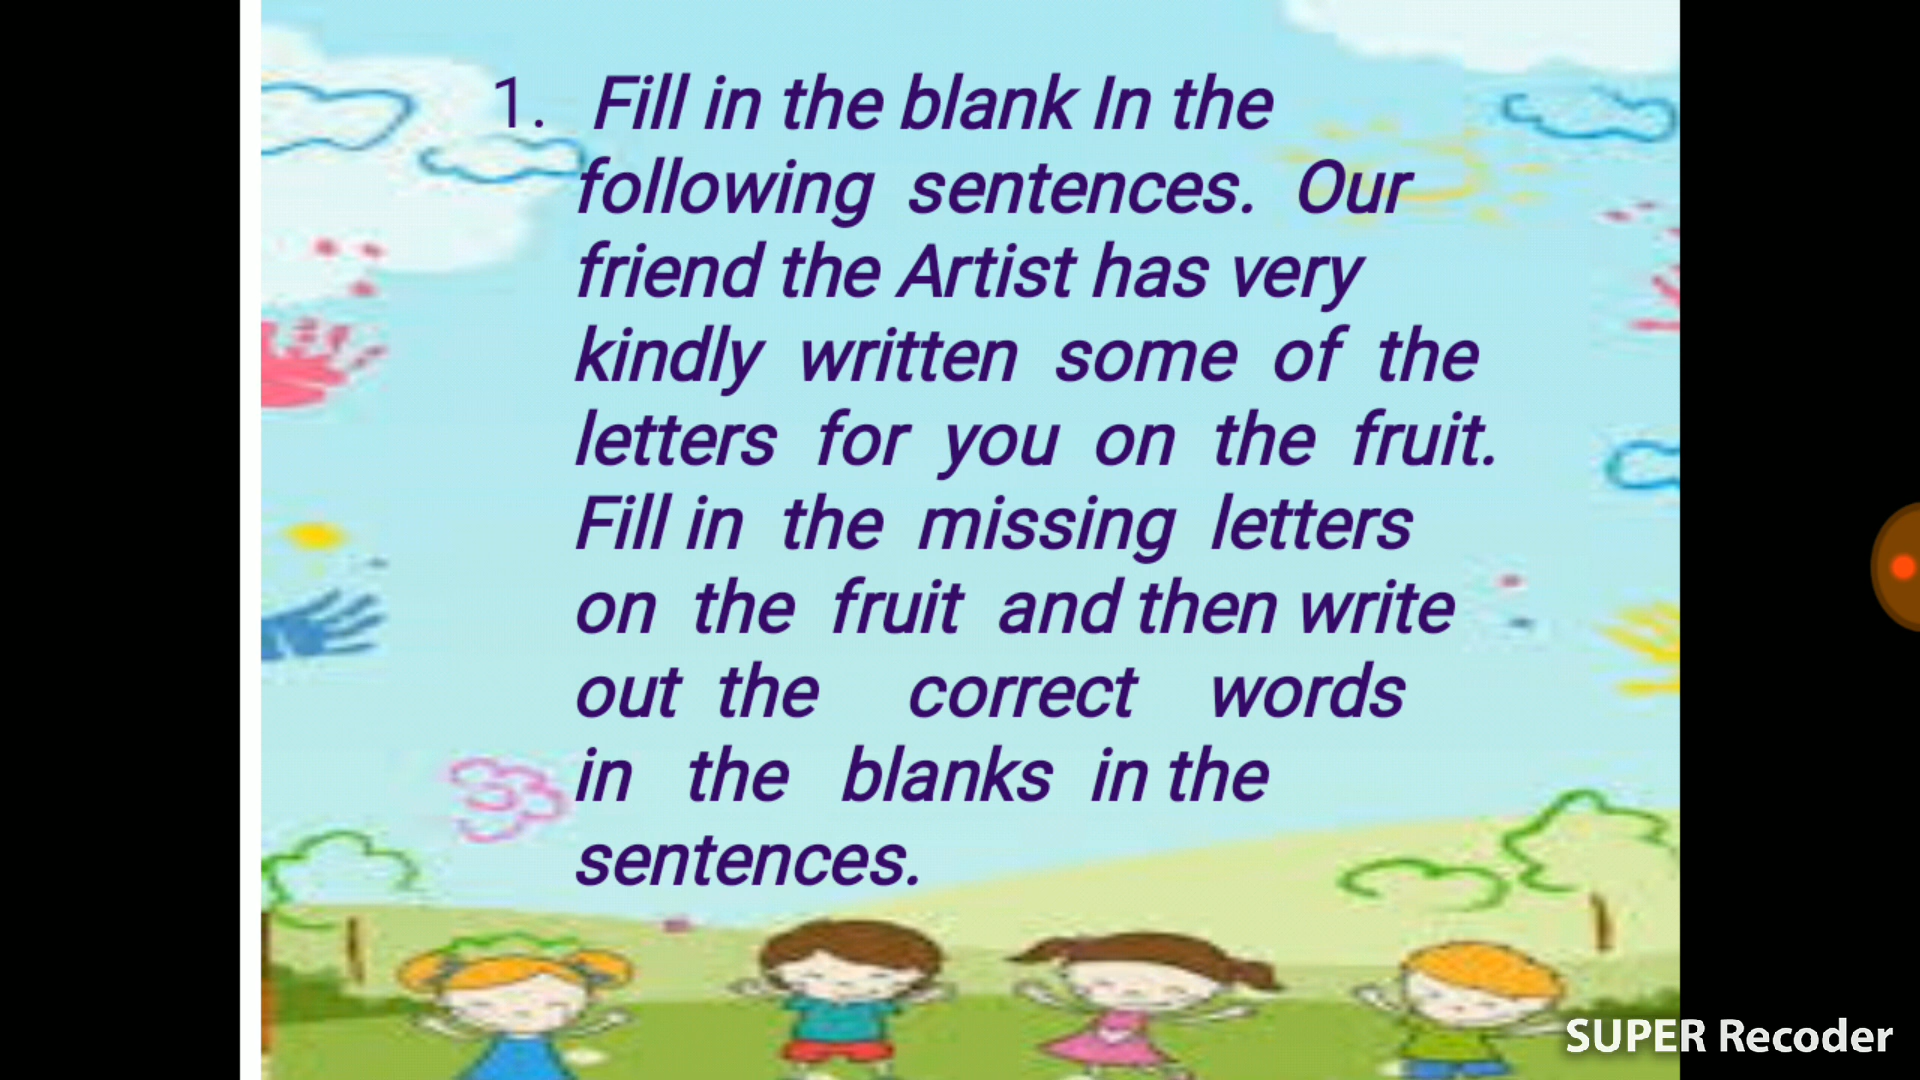 1. Fill in the blank In the
following sentences. Our
friend the Artist has very
kindly written some of the
letters for you on the fruit.
Fill in the missing letters
on the fruit and then write
out the correct words
in the blanks in the
sentences.
SUPER Recoder